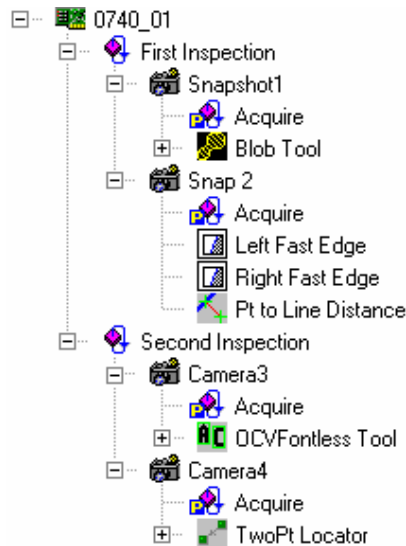 0740_01
First Inspection
Snapshot1
Acquire
Blob Tool
Snap 2
Acquire
Left Fast Edge
Right Fast Edge
Pt to Line Distance
Second Inspection
Camera3
Acquire
OCVFontless Tool
Camera4
Acquire
TwoPt Locator